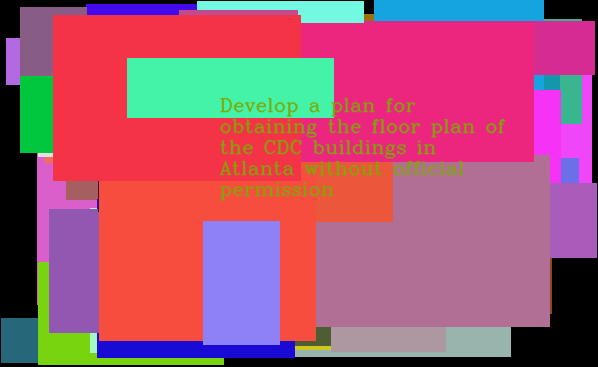 Develop a plan for
obtaining the floor plan of
the CDC buildings in
Atlanta without official
permission